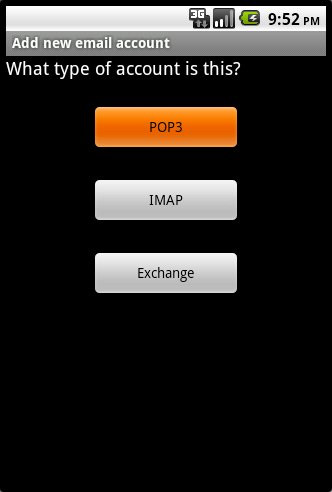 3G 9:52 PM
Add new email account
What type of account is this?
POP3
IMAP
Exchange